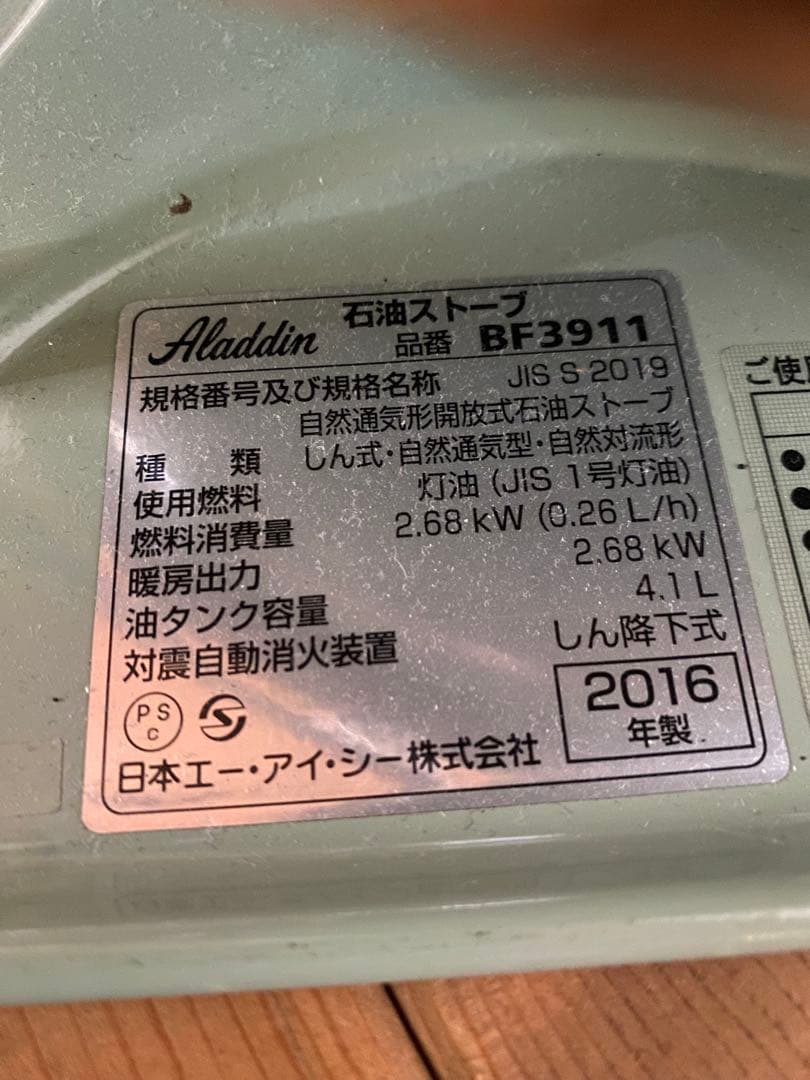 Aladdin 石油ストーブ
品番 BF3911
規格番号及び規格名称 JIS S 2019
自然通気形開放式石油ストーブ
種類 しん式・自然通気型・自然対流形
使用燃料 灯油 (JIS 1号灯油)
燃料消費量 2.68 kW (0.26 L/h)
暖房出力 2.68 kW
油タンク容量 4.1 L
対震自動消火装置 しん降下式
PS
c
2016
年製
日本エー・アイ・シー株式会社
ご使用